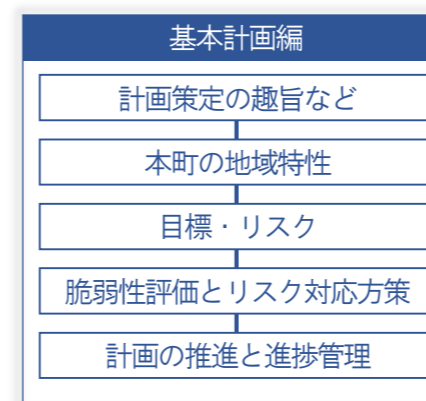 基本計画編
計画策定の趣旨など
本町の地域特性
目標・リスク
脆弱性評価とリスク対応方策
計画の推進と進捗管理